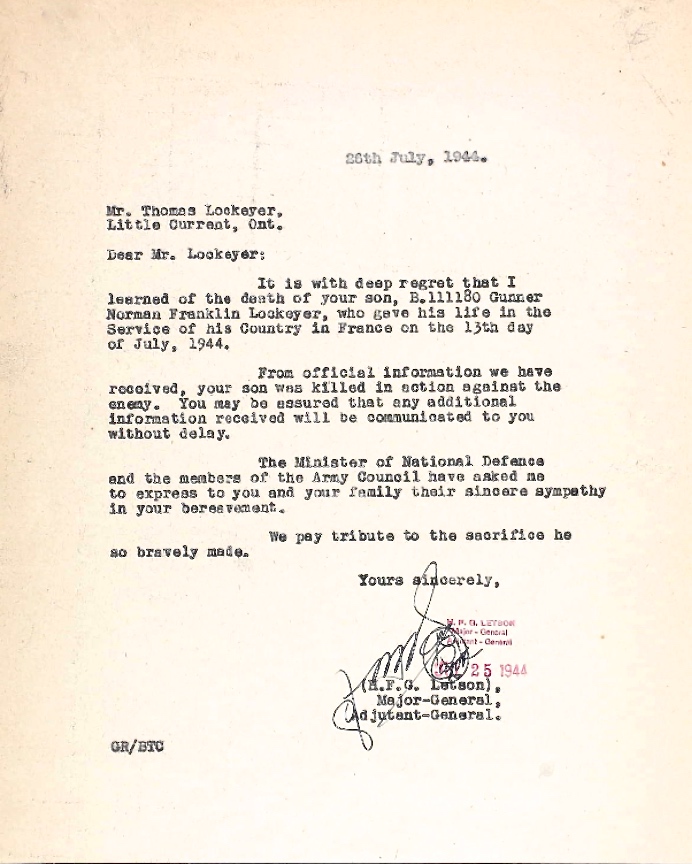 26th July, 1944.
Mr. Thomas Lockeyer,
Little Current, Ont.
Dear Mr. Lockeyer:
It is with deep regret that I
learned of the death of your son, B.111180 Gunner
Norman Franklin Lockeyer, who gave his life in the
Service of his Country in France on the 13th day
of July, 1944.
From official information we have
received, your son was killed in action against the
enemy. You may be assured that any additional
information received will be communicated to you
without delay.
The Minister of National Defence
and the members of the Army Council have asked me
to express to you and your family their sincere sympathy
in your bereavement.
We pay tribute to the sacrifice he
so bravely made.
Yours sincerely,
H. F. G. LETSON
Major - General
Adjutant - General
25 1944
(H.F.G. Letson),
Major-General,
Adjutant-General.
GR/BTC